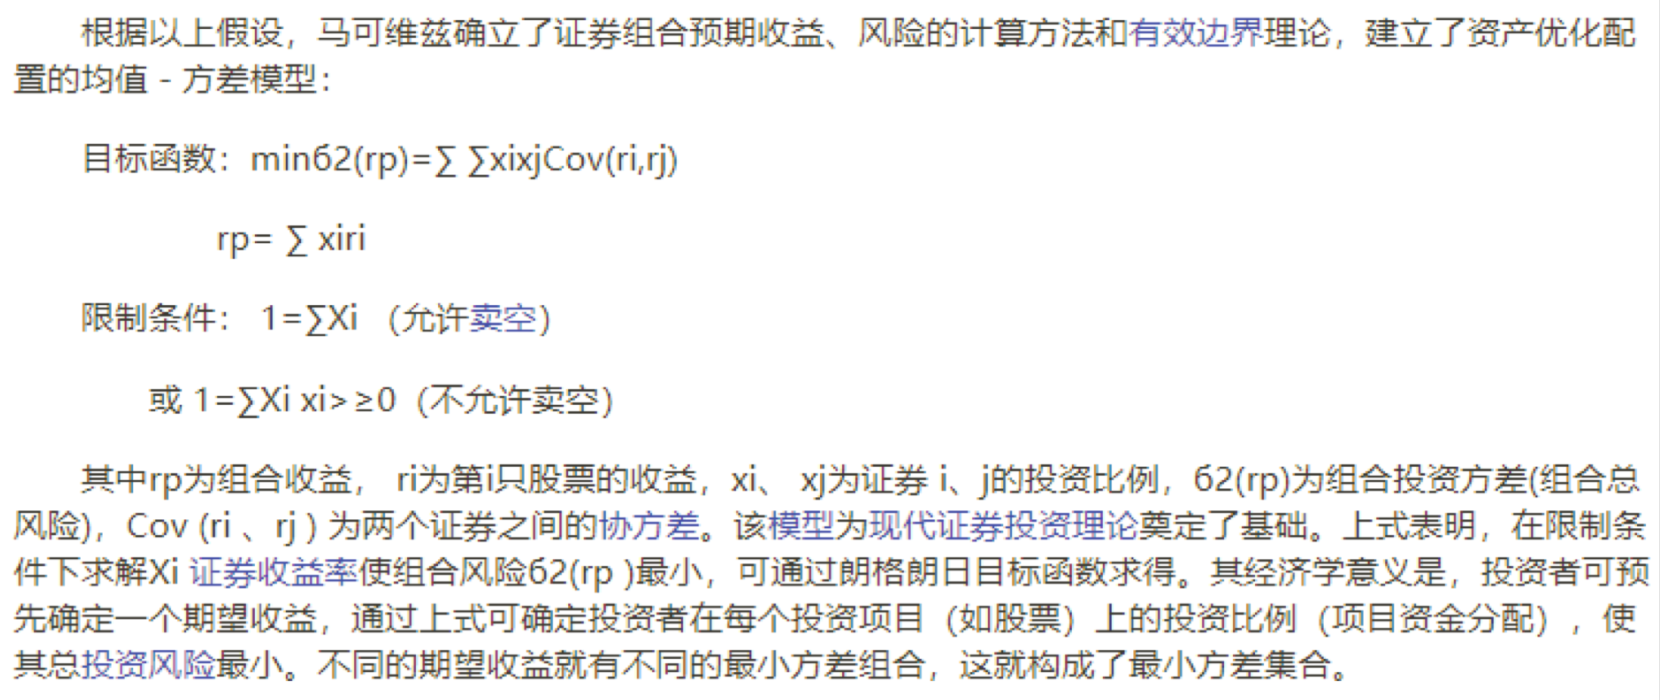 根据以上假设，马可维兹确立了证券组合预期收益、风险的计算方法和有效边界理论，建立了资产优化配
置的均值－方差模型：
目标函数：minб2(rp)=∑ ∑xixjCov(ri,rj)
rp= ∑ xiri
限制条件： 1=∑Xi （允许卖空）
或 1=∑Xi xi>≥0（不允许卖空）
其中rp为组合收益， ri为第i只股票的收益，xi、 xj为证券 i、j的投资比例，б2(rp)为组合投资方差(组合总
风险)，Cov (ri 、rj ) 为两个证券之间的协方差。该模型为现代证券投资理论奠定了基础。上式表明，在限制条
件下求解Xi 证券收益率使组合风险б2(rp )最小，可通过朗格朗日目标函数求得。其经济学意义是，投资者可预
先确定一个期望收益，通过上式可确定投资者在每个投资项目（如股票）上的投资比例（项目资金分配），使
其总投资风险最小。不同的期望收益就有不同的最小方差组合，这就构成了最小方差集合。